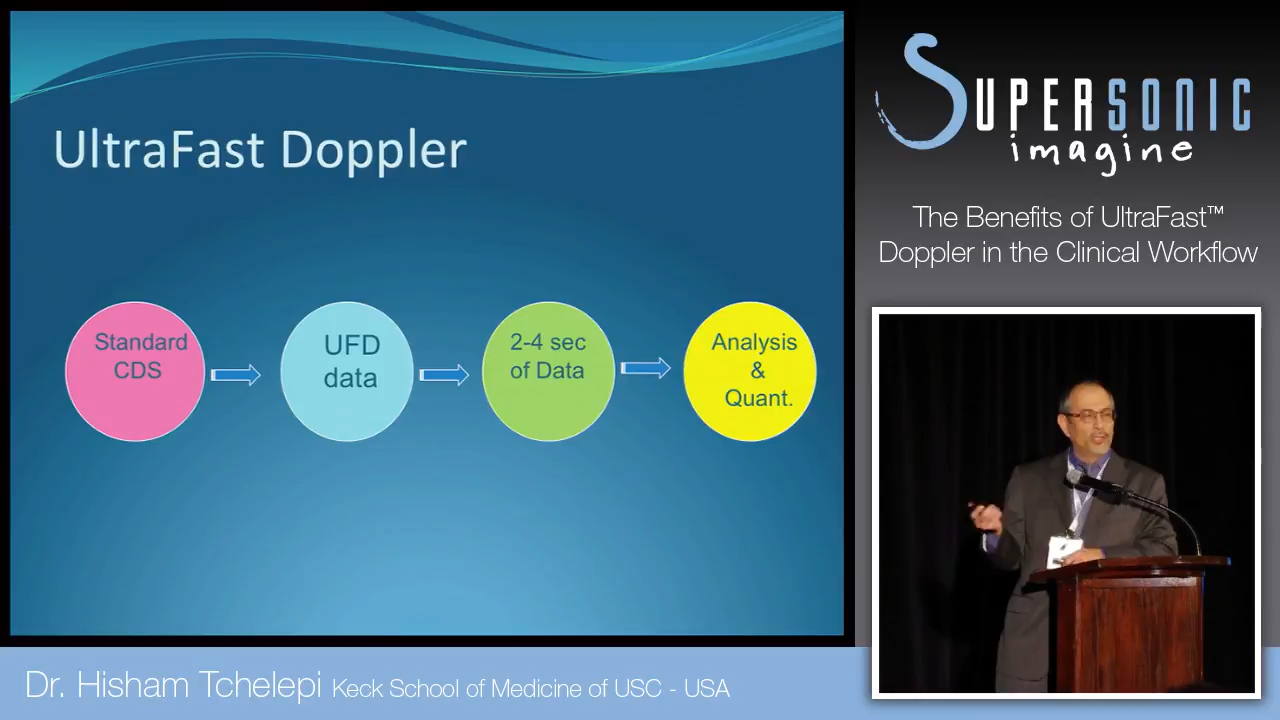 UltraFast Doppler
Standard
CDS
UFD
data
2-4 sec
of Data
Analysis
&
Quant.
SUPERSONIC
imagine
The Benefits of UltraFast™
Doppler in the Clinical Workflow
Dr. Hisham Tchelepi Keck School of Medicine of USC - USA